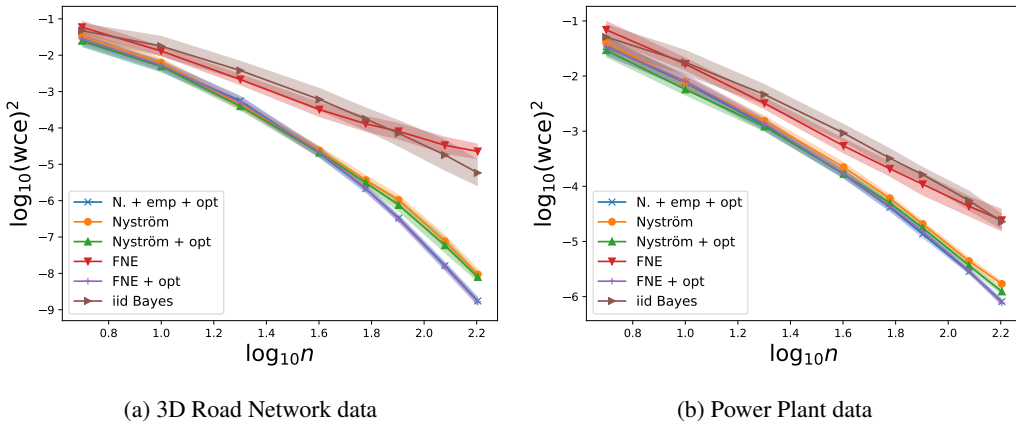 −1
−2
−3
−4
−5
−6
−7
−8
−9
log₁₀(wce)²
N. + emp + opt
Nyström
Nyström + opt
FNE
FNE + opt
iid Bayes
0.8 1.0 1.2 1.4 1.6 1.8 2.0 2.2
log₁₀n
(a) 3D Road Network data
−1
−2
−3
−4
−5
−6
log₁₀(wce)²
N. + emp + opt
Nyström
Nyström + opt
FNE
FNE + opt
iid Bayes
0.8 1.0 1.2 1.4 1.6 1.8 2.0 2.2
log₁₀n
(b) Power Plant data